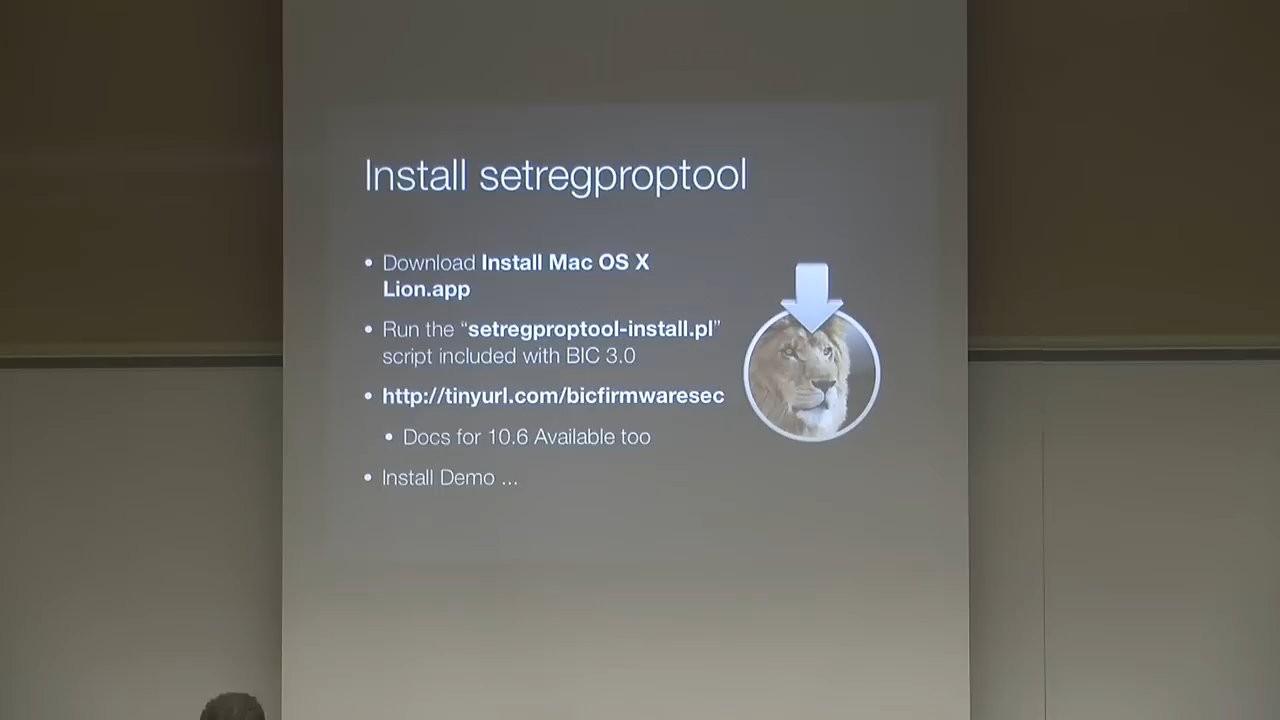 Install setregproptool
• Download Install Mac OS X
Lion.app
• Run the “setregproptool-install.pl”
script included with BIC 3.0
• http://tinyurl.com/bicfirmwaresec
• Docs for 10.6 Available too
• Install Demo ...